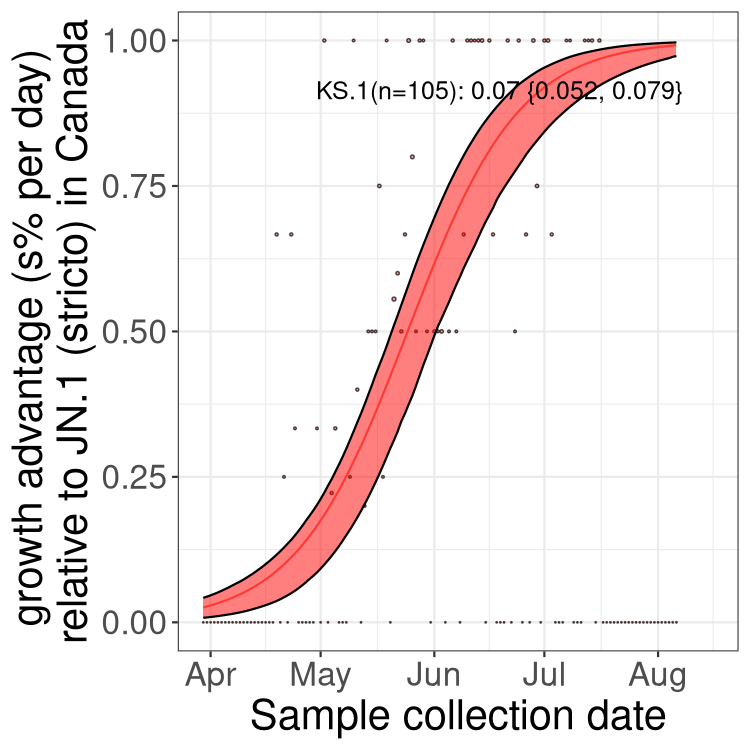 growth advantage (s% per day)
relative to JN.1 (stricto) in Canada
1.00
0.75
0.50
0.25
0.00
KS.1(n=105): 0.07 {0.052, 0.079}
Apr May Jun Jul Aug
Sample collection date